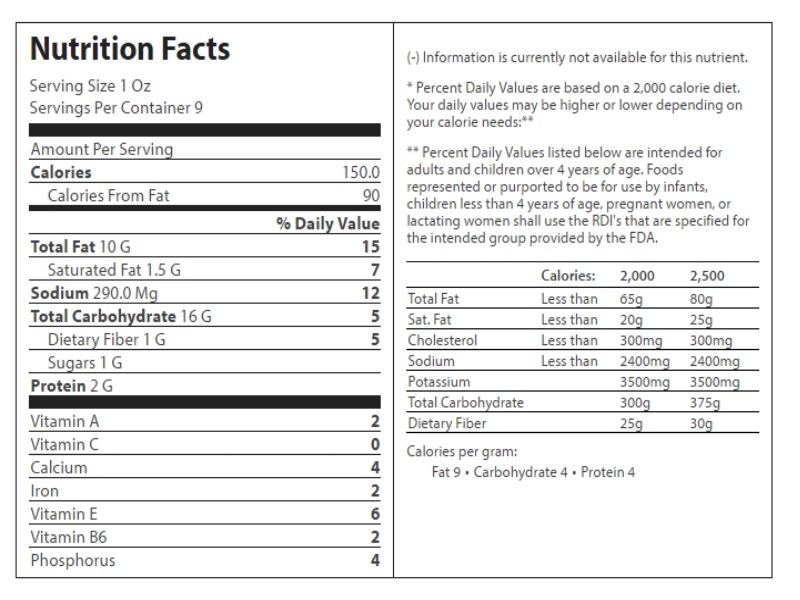 Nutrition Facts
Serving Size 1 Oz
Servings Per Container 9
Amount Per Serving
Calories 150.0
Calories From Fat 90
% Daily Value
Total Fat 10 G 15
Saturated Fat 1.5 G 7
Sodium 290.0 Mg 12
Total Carbohydrate 16 G 5
Dietary Fiber 1 G 5
Sugars 1 G
Protein 2 G
Vitamin A 2
Vitamin C 0
Calcium 4
Iron 2
Vitamin E 6
Vitamin B6 2
Phosphorus 4
(-) Information is currently not available for this nutrient.
* Percent Daily Values are based on a 2,000 calorie diet.
Your daily values may be higher or lower depending on
your calorie needs:**
** Percent Daily Values listed below are intended for
adults and children over 4 years of age. Foods
represented or purported to be for use by infants,
children less than 4 years of age, pregnant women, or
lactating women shall use the RDI's that are specified for
the intended group provided by the FDA.
Calories: 2,000 2,500
Total Fat Less than 65g 80g
Sat. Fat Less than 20g 25g
Cholesterol Less than 300mg 300mg
Sodium Less than 2400mg 2400mg
Potassium 3500mg 3500mg
Total Carbohydrate 300g 375g
Dietary Fiber 25g 30g
Calories per gram:
Fat 9 • Carbohydrate 4 • Protein 4